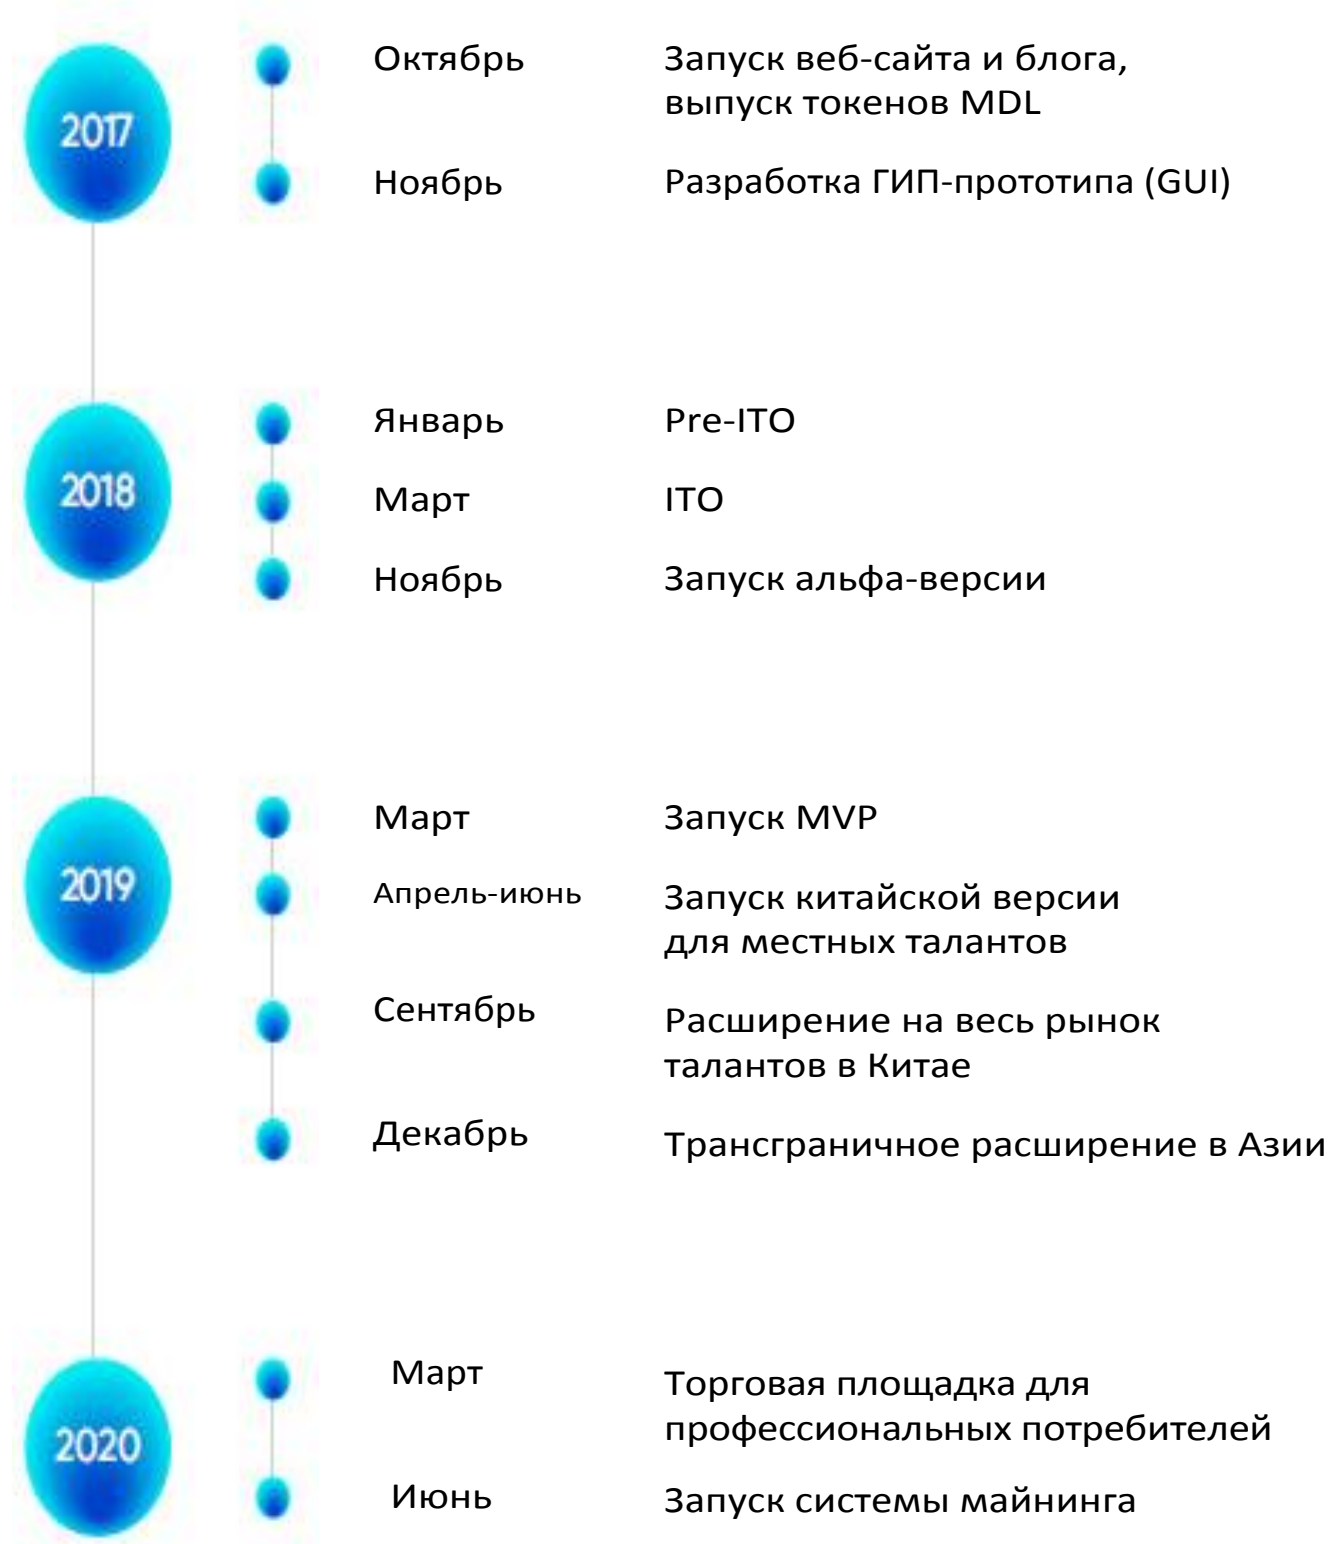 2017
Октябрь
Запуск веб-сайта и блога,
выпуск токенов MDL
Ноябрь
Разработка ГИП-прототипа (GUI)
2018
Январь
Pre-ITO
Март
ITO
Ноябрь
Запуск альфа-версии
2019
Март
Запуск MVP
Апрель-июнь
Запуск китайской версии
для местных талантов
Сентябрь
Расширение на весь рынок
талантов в Китае
Декабрь
Трансграничное расширение в Азии
2020
Март
Торговая площадка для
профессиональных потребителей
Июнь
Запуск системы майнинга